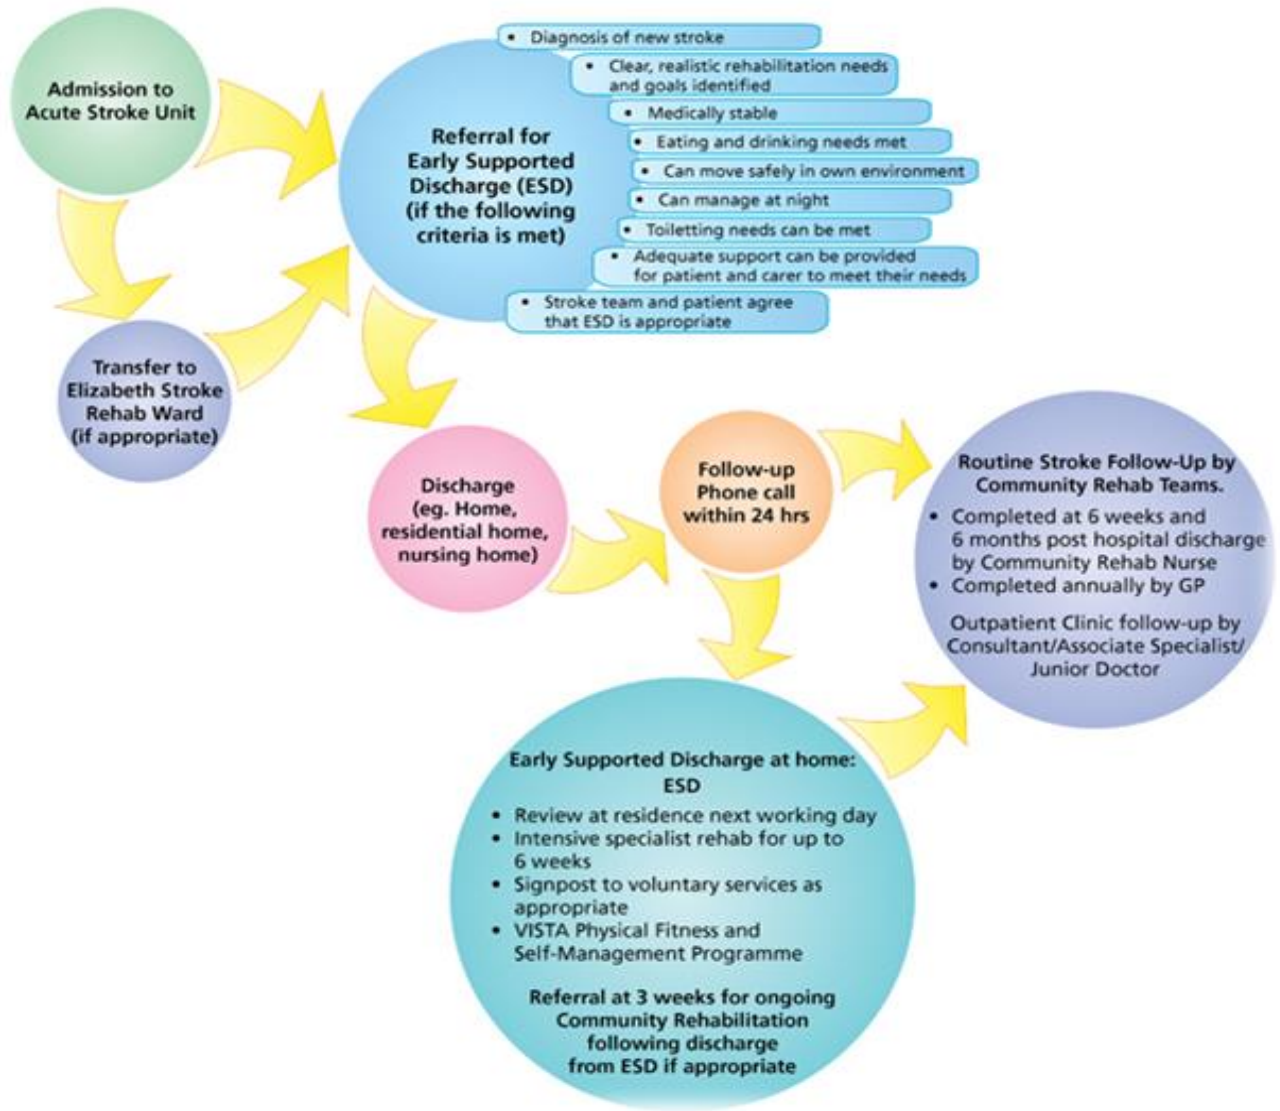 Admission to
Acute Stroke Unit
Referral for
Early Supported
Discharge (ESD)
(if the following
criteria is met)
• Diagnosis of new stroke
• Clear, realistic rehabilitation needs
and goals identified
• Medically stable
• Eating and drinking needs met
• Can move safely in own environment
• Can manage at night
• Toiletting needs can be met
• Adequate support can be provided
for patient and carer to meet their needs
• Stroke team and patient agree
that ESD is appropriate
Transfer to
Elizabeth Stroke
Rehab Ward
(if appropriate)
Discharge
(eg. Home,
residential home,
nursing home)
Follow-up
Phone call
within 24 hrs
Routine Stroke Follow-Up by
Community Rehab Teams.
• Completed at 6 weeks and
6 months post hospital discharge
by Community Rehab Nurse
• Completed annually by GP
Outpatient Clinic follow-up by
Consultant/Associate Specialist/
Junior Doctor
Early Supported Discharge at home:
ESD
• Review at residence next working day
• Intensive specialist rehab for up to
6 weeks
• Signpost to voluntary services as
appropriate
• VISTA Physical Fitness and
Self-Management Programme
Referral at 3 weeks for ongoing
Community Rehabilitation
following discharge
from ESD if appropriate